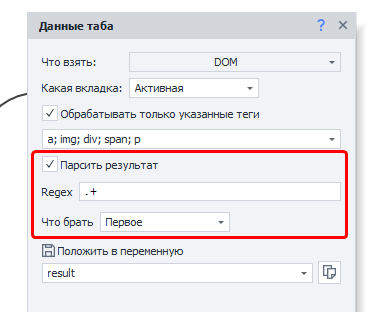 Данные таба ? ×
Что взять: DOM
Какая вкладка: Активная
Обрабатывать только указанные теги
a; img; div; span; p
Парсить результат
Regex .+
Что брать Первое
Положить в переменную
result